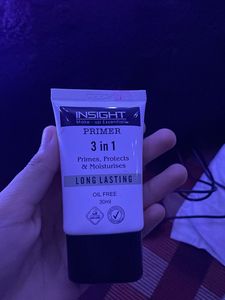 INSIGHT
Make - up Essentials
PRIMER
3 in 1
Primes, Protects
& Moisturises
LONG LASTING
OIL FREE
30ml